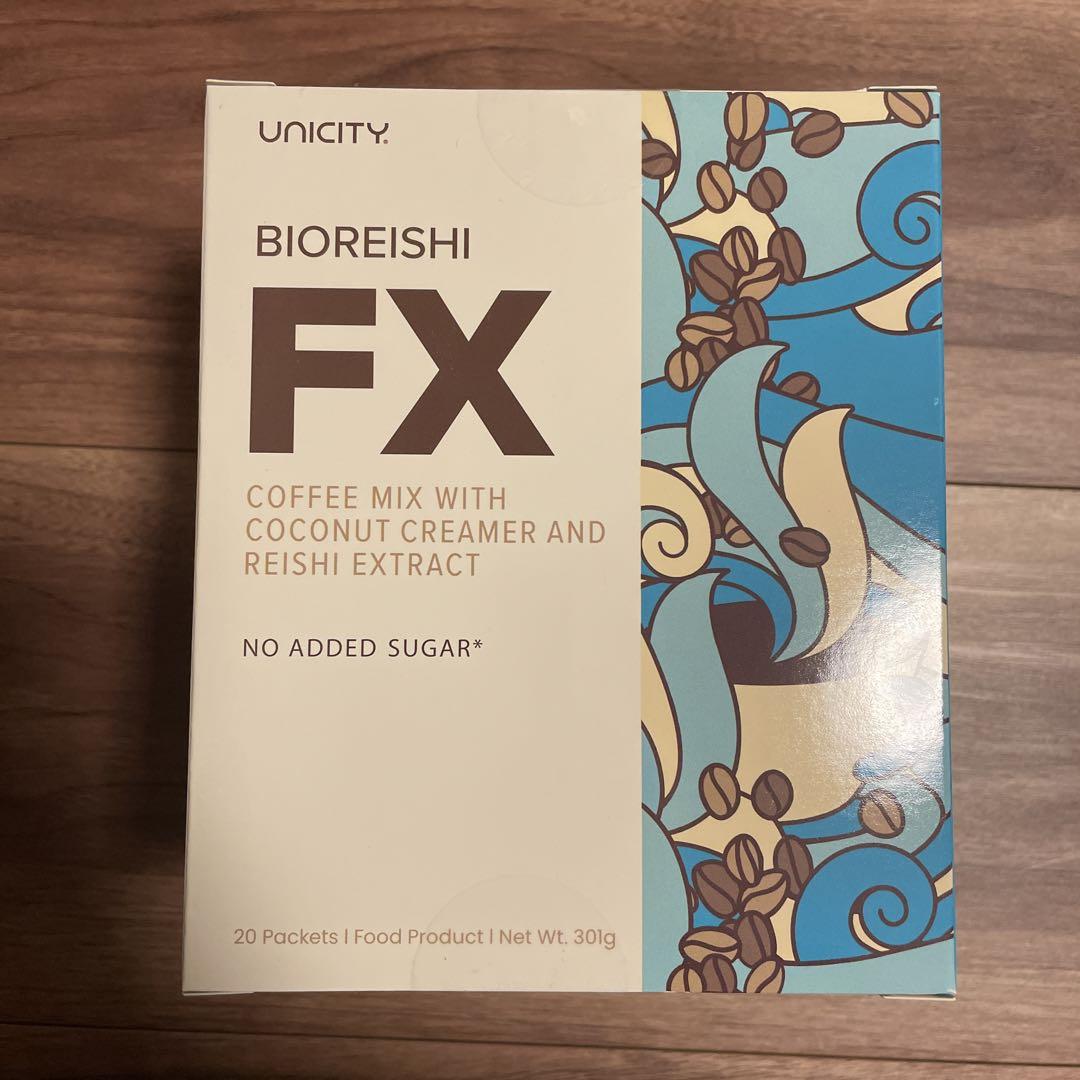 UNICITY®
BIOREISHI
FX
COFFEE MIX WITH
COCONUT CREAMER AND
REISHI EXTRACT
NO ADDED SUGAR*
20 Packets | Food Product | Net Wt. 301g